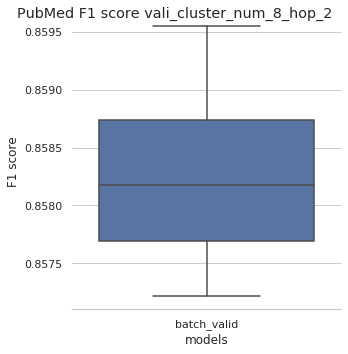 PubMed F1 score vali_cluster_num_8_hop_2
0.8595
0.8590
0.8585
0.8580
0.8575
F1 score
batch_valid
models